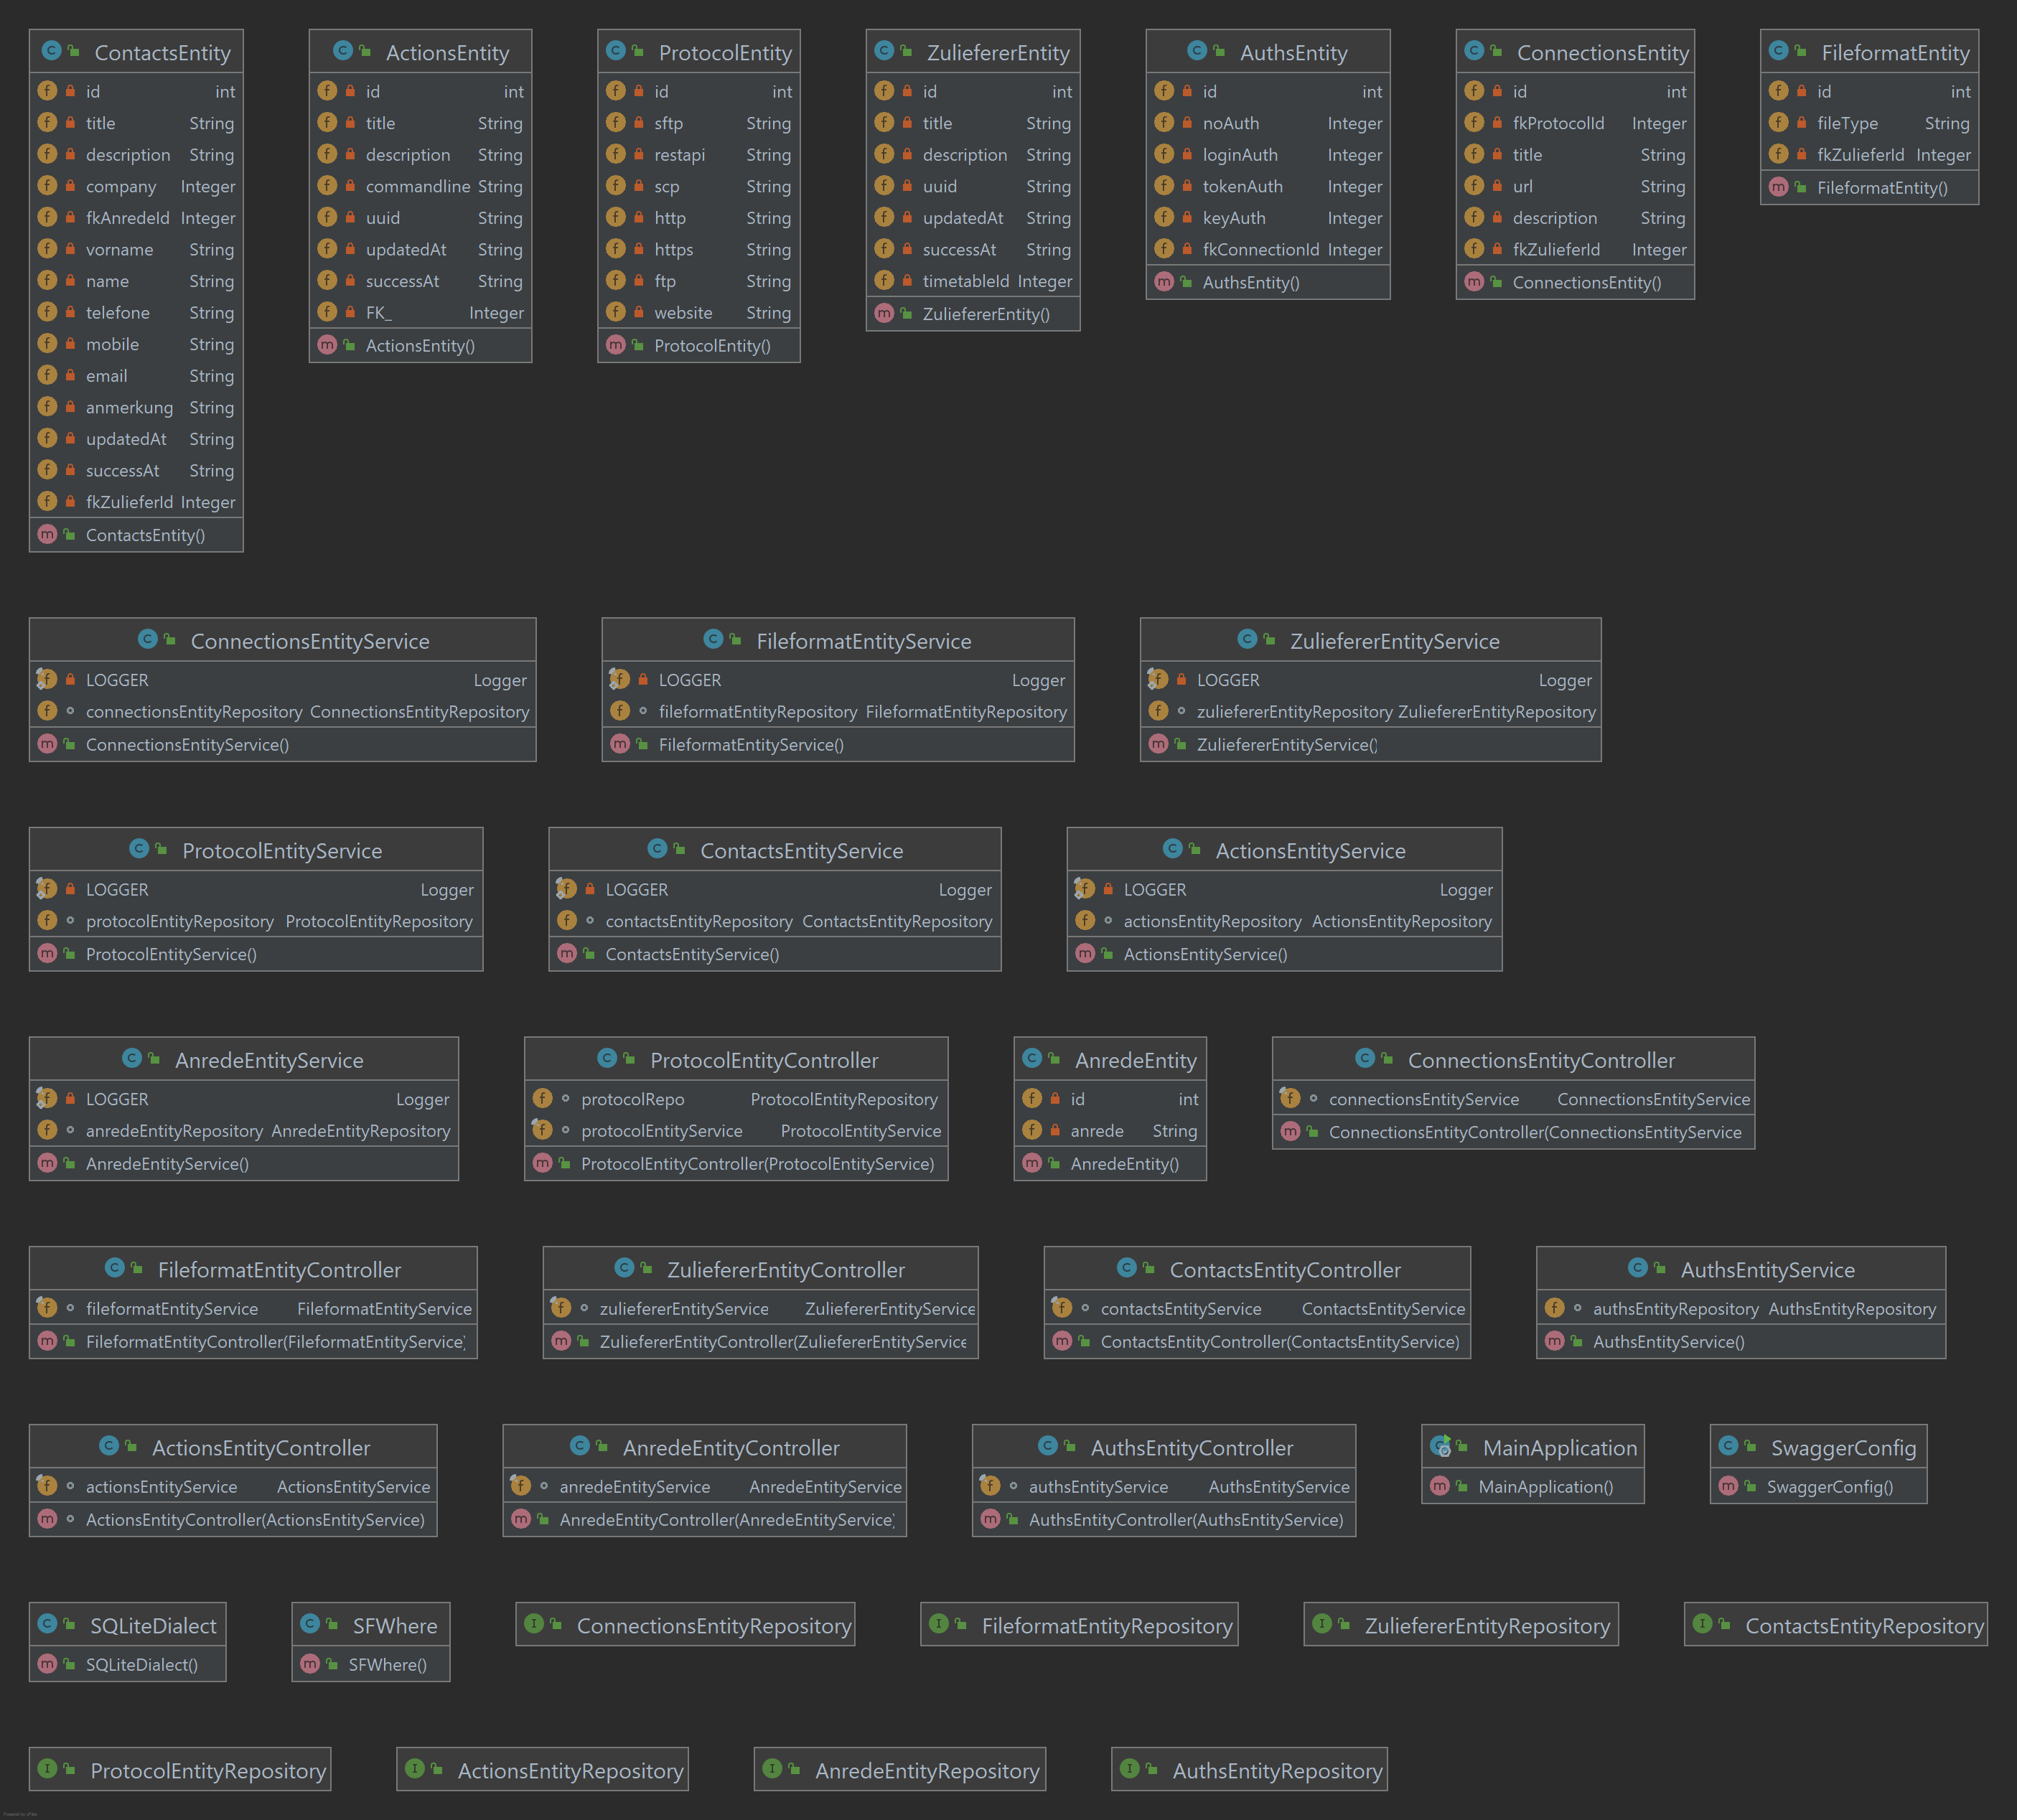 ContactsEntity
id int
title String
description String
company Integer
fkAnredeId Integer
vorname String
name String
telefone String
mobile String
email String
anmerkung String
updatedAt String
successAt String
fkZulieferId Integer
ContactsEntity()
ActionsEntity
id int
title String
description String
commandline String
uuid String
updatedAt String
successAt String
FK_ Integer
ActionsEntity()
ProtocolEntity
id int
sftp String
restapi String
scp String
http String
https String
ftp String
website String
ProtocolEntity()
ZuliefererEntity
id int
title String
description String
uuid String
updatedAt String
successAt String
timetableId Integer
ZuliefererEntity()
AuthsEntity
id int
noAuth Integer
loginAuth Integer
tokenAuth Integer
keyAuth Integer
fkConnectionId Integer
AuthsEntity()
ConnectionsEntity
id int
fkProtocolId Integer
title String
url String
description String
fkZulieferId Integer
ConnectionsEntity()
FileformatEntity
id int
fileType String
fkZulieferId Integer
FileformatEntity()
ConnectionsEntityService
LOGGER Logger
connectionsEntityRepository ConnectionsEntityRepository
ConnectionsEntityService()
FileformatEntityService
LOGGER Logger
fileformatEntityRepository FileformatEntityRepository
FileformatEntityService()
ZuliefererEntityService
LOGGER Logger
zuliefererEntityRepository ZuliefererEntityRepository
ZuliefererEntityService()
ProtocolEntityService
LOGGER Logger
protocolEntityRepository ProtocolEntityRepository
ProtocolEntityService()
ContactsEntityService
LOGGER Logger
contactsEntityRepository ContactsEntityRepository
ContactsEntityService()
ActionsEntityService
LOGGER Logger
actionsEntityRepository ActionsEntityRepository
ActionsEntityService()
AnredeEntityService
LOGGER Logger
anredeEntityRepository AnredeEntityRepository
AnredeEntityService()
ProtocolEntityController
protocolRepo ProtocolEntityRepository
protocolEntityService ProtocolEntityService
ProtocolEntityController(ProtocolEntityService)
AnredeEntity
id int
anrede String
AnredeEntity()
ConnectionsEntityController
connectionsEntityService ConnectionsEntityService
ConnectionsEntityController(ConnectionsEntityService
FileformatEntityController
fileformatEntityService FileformatEntityService
FileformatEntityController(FileformatEntityService)
ZuliefererEntityController
zuliefererEntityService ZuliefererEntityService
ZuliefererEntityController(ZuliefererEntityService
ContactsEntityController
contactsEntityService ContactsEntityService
ContactsEntityController(ContactsEntityService)
AuthsEntityService
authsEntityRepository AuthsEntityRepository
AuthsEntityService()
ActionsEntityController
actionsEntityService ActionsEntityService
ActionsEntityController(ActionsEntityService)
AnredeEntityController
anredeEntityService AnredeEntityService
AnredeEntityController(AnredeEntityService)
AuthsEntityController
authsEntityService AuthsEntityService
AuthsEntityController(AuthsEntityService)
MainApplication
MainApplication()
SwaggerConfig
SwaggerConfig()
SQLiteDialect
SQLiteDialect()
SFWhere
SFWhere()
ConnectionsEntityRepository
FileformatEntityRepository
ZuliefererEntityRepository
ContactsEntityRepository
ProtocolEntityRepository
ActionsEntityRepository
AnredeEntityRepository
AuthsEntityRepository
Powered by yFiles